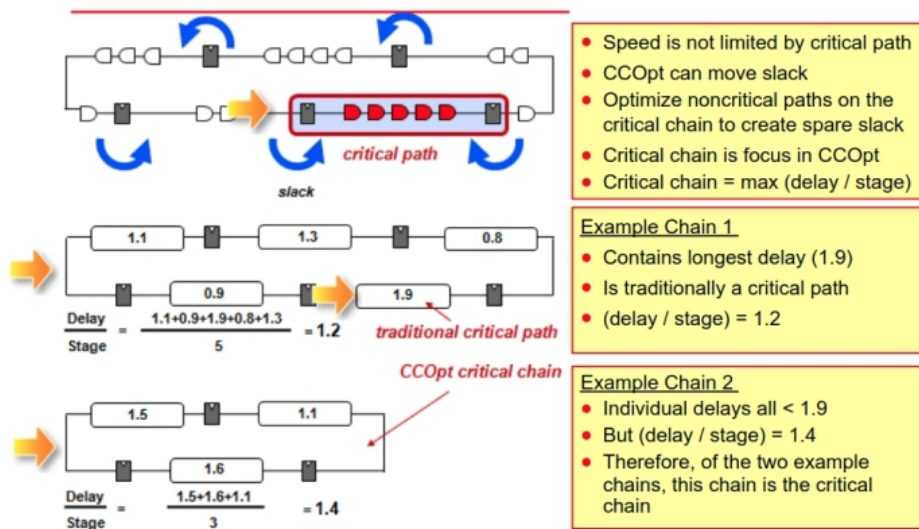 • Speed is not limited by critical path
• CCOpt can move slack
• Optimize noncritical paths on the
critical chain to create spare slack
• Critical chain is focus in CCOpt
• Critical chain = max (delay / stage)
critical path
slack
1.1
1.3
0.8
0.9
1.9
Delay
Stage
=
1.1+0.9+1.9+0.8+1.3
5
= 1.2
traditional critical path
Example Chain 1
• Contains longest delay (1.9)
• Is traditionally a critical path
• (delay / stage) = 1.2
CCOpt critical chain
1.5
1.1
1.6
Delay
Stage
=
1.5+1.6+1.1
3
= 1.4
Example Chain 2
• Individual delays all < 1.9
• But (delay / stage) = 1.4
• Therefore, of the two example
chains, this chain is the critical
chain